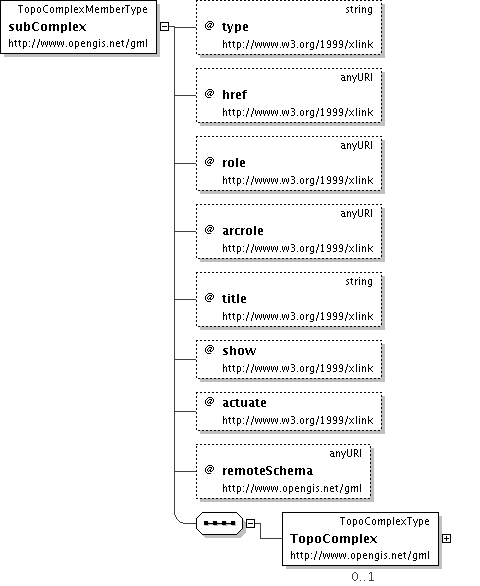 TopoComplexMemberType
subComplex
http://www.opengis.net/gml
string
@ type
http://www.w3.org/1999/xlink
anyURI
@ href
http://www.w3.org/1999/xlink
anyURI
@ role
http://www.w3.org/1999/xlink
anyURI
@ arcrole
http://www.w3.org/1999/xlink
string
@ title
http://www.w3.org/1999/xlink
@ show
http://www.w3.org/1999/xlink
@ actuate
http://www.w3.org/1999/xlink
anyURI
@ remoteSchema
http://www.opengis.net/gml
TopoComplexType
TopoComplex
http://www.opengis.net/gml
0..1